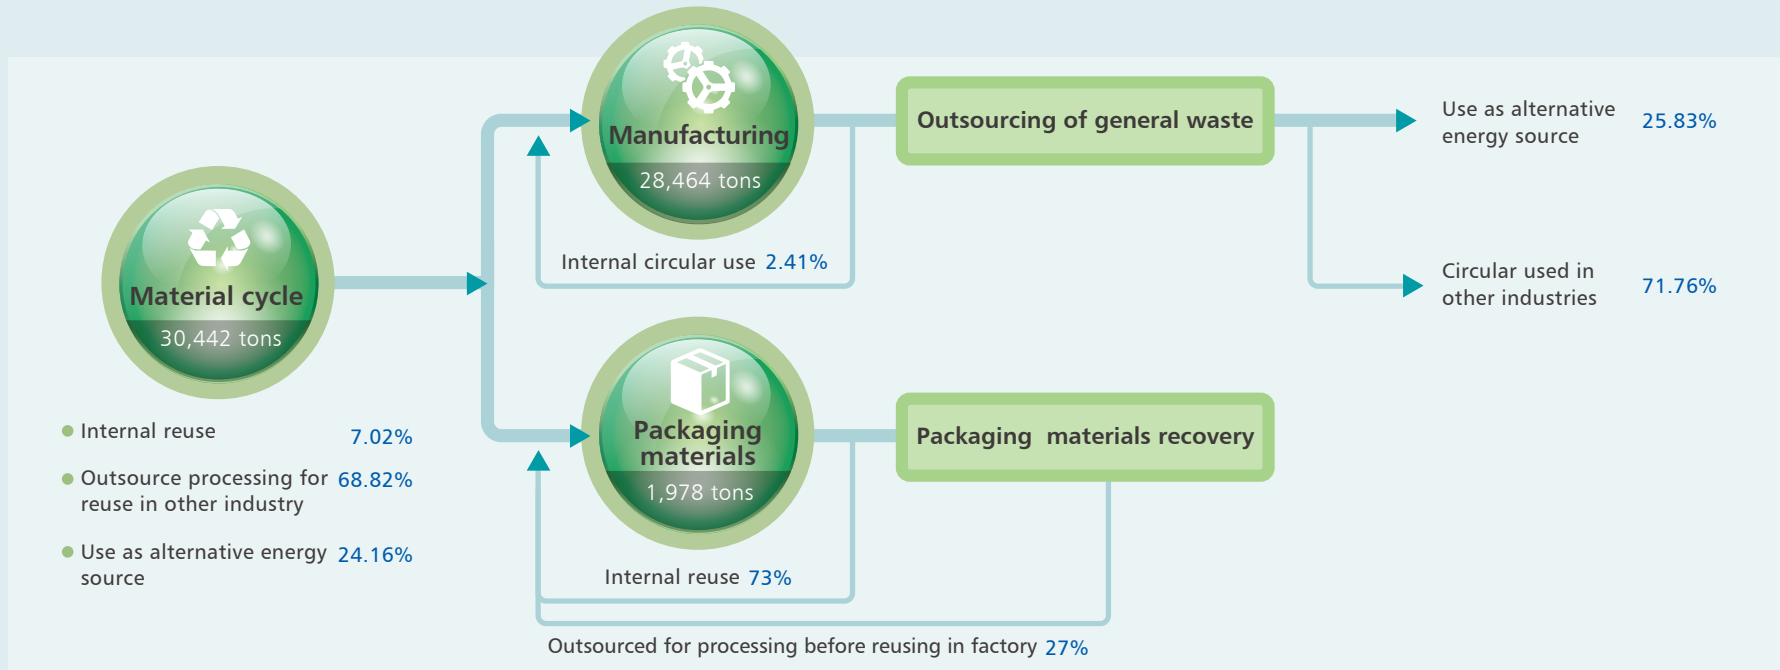 Material cycle
30,442 tons
Internal reuse 7.02%
Outsource processing for 68.82%
reuse in other industry
Use as alternative energy 24.16%
source
Manufacturing
28,464 tons
Internal circular use 2.41%
Outsourcing of general waste
Use as alternative
energy source
25.83%
Circular used in
other industries
71.76%
Packaging
materials
1,978 tons
Internal reuse 73%
Packaging materials recovery
Outsourced for processing before reusing in factory 27%